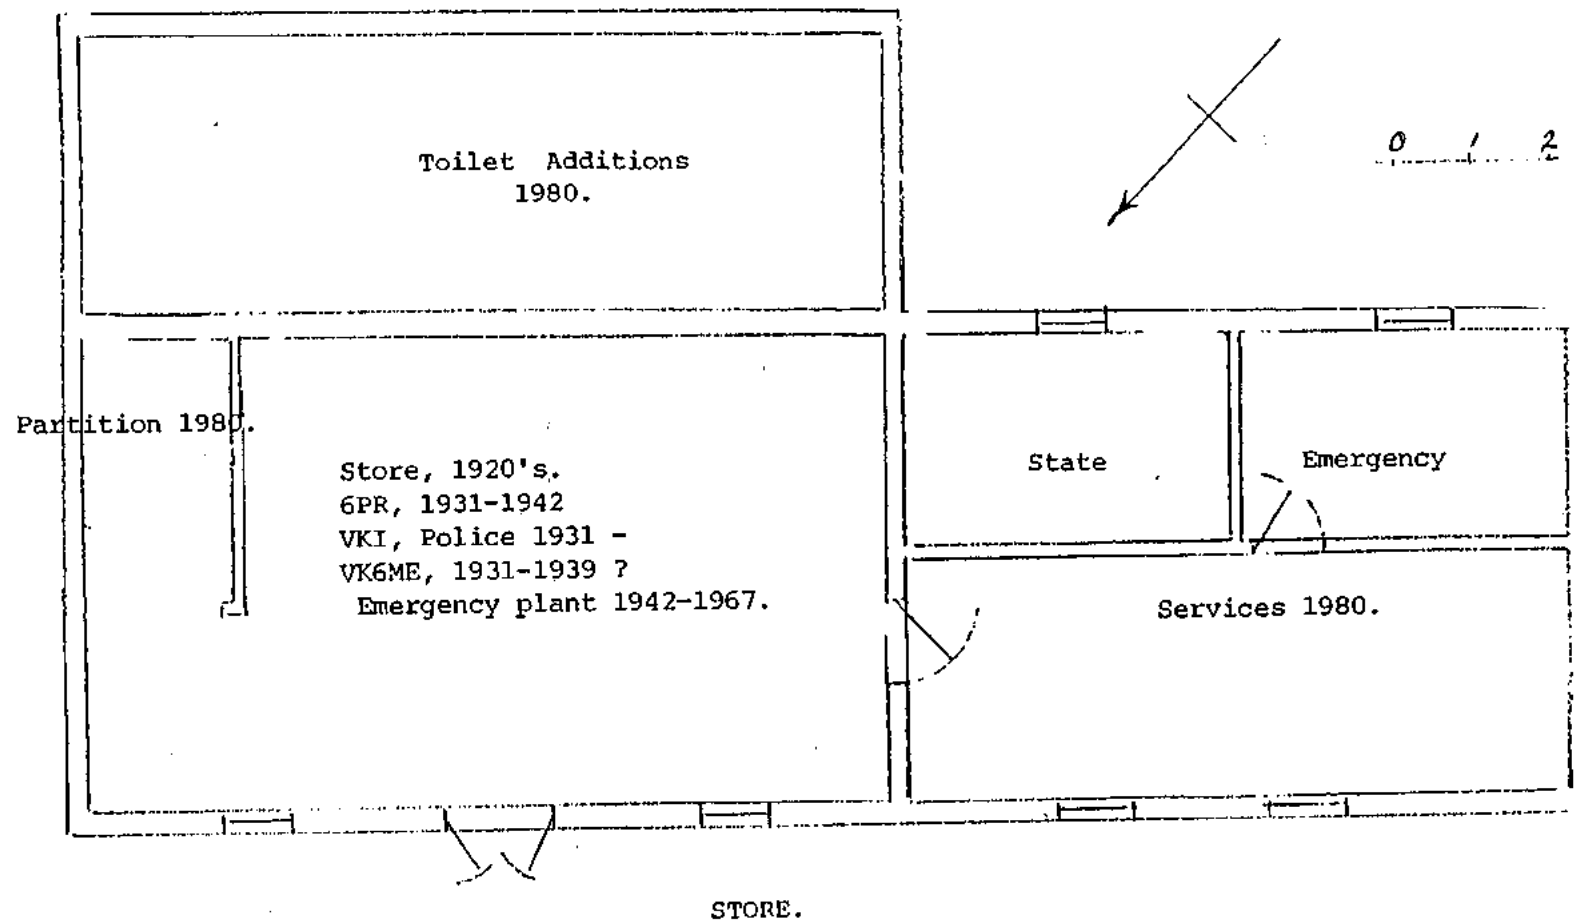 Toilet Additions
1980.
0 1 2
Partition 1980.
Store, 1920's.
6PR, 1931-1942
VKI, Police 1931 -
VK6ME, 1931-1939 ?
Emergency plant 1942-1967.
State Emergency
Services 1980.
STORE.